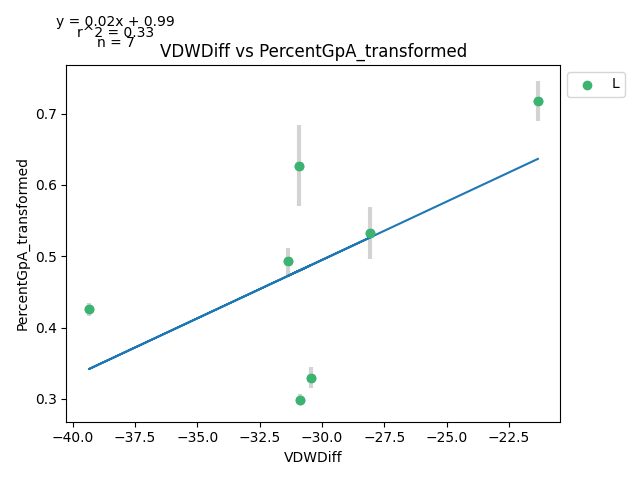 y = 0.02x + 0.99
r^2 = 0.33
n = 7
VDWDiff vs PercentGpA_transformed
L
PercentGpA_transformed
0.7
0.6
0.5
0.4
0.3
−40.0 −37.5 −35.0 −32.5 −30.0 −27.5 −25.0 −22.5
VDWDiff